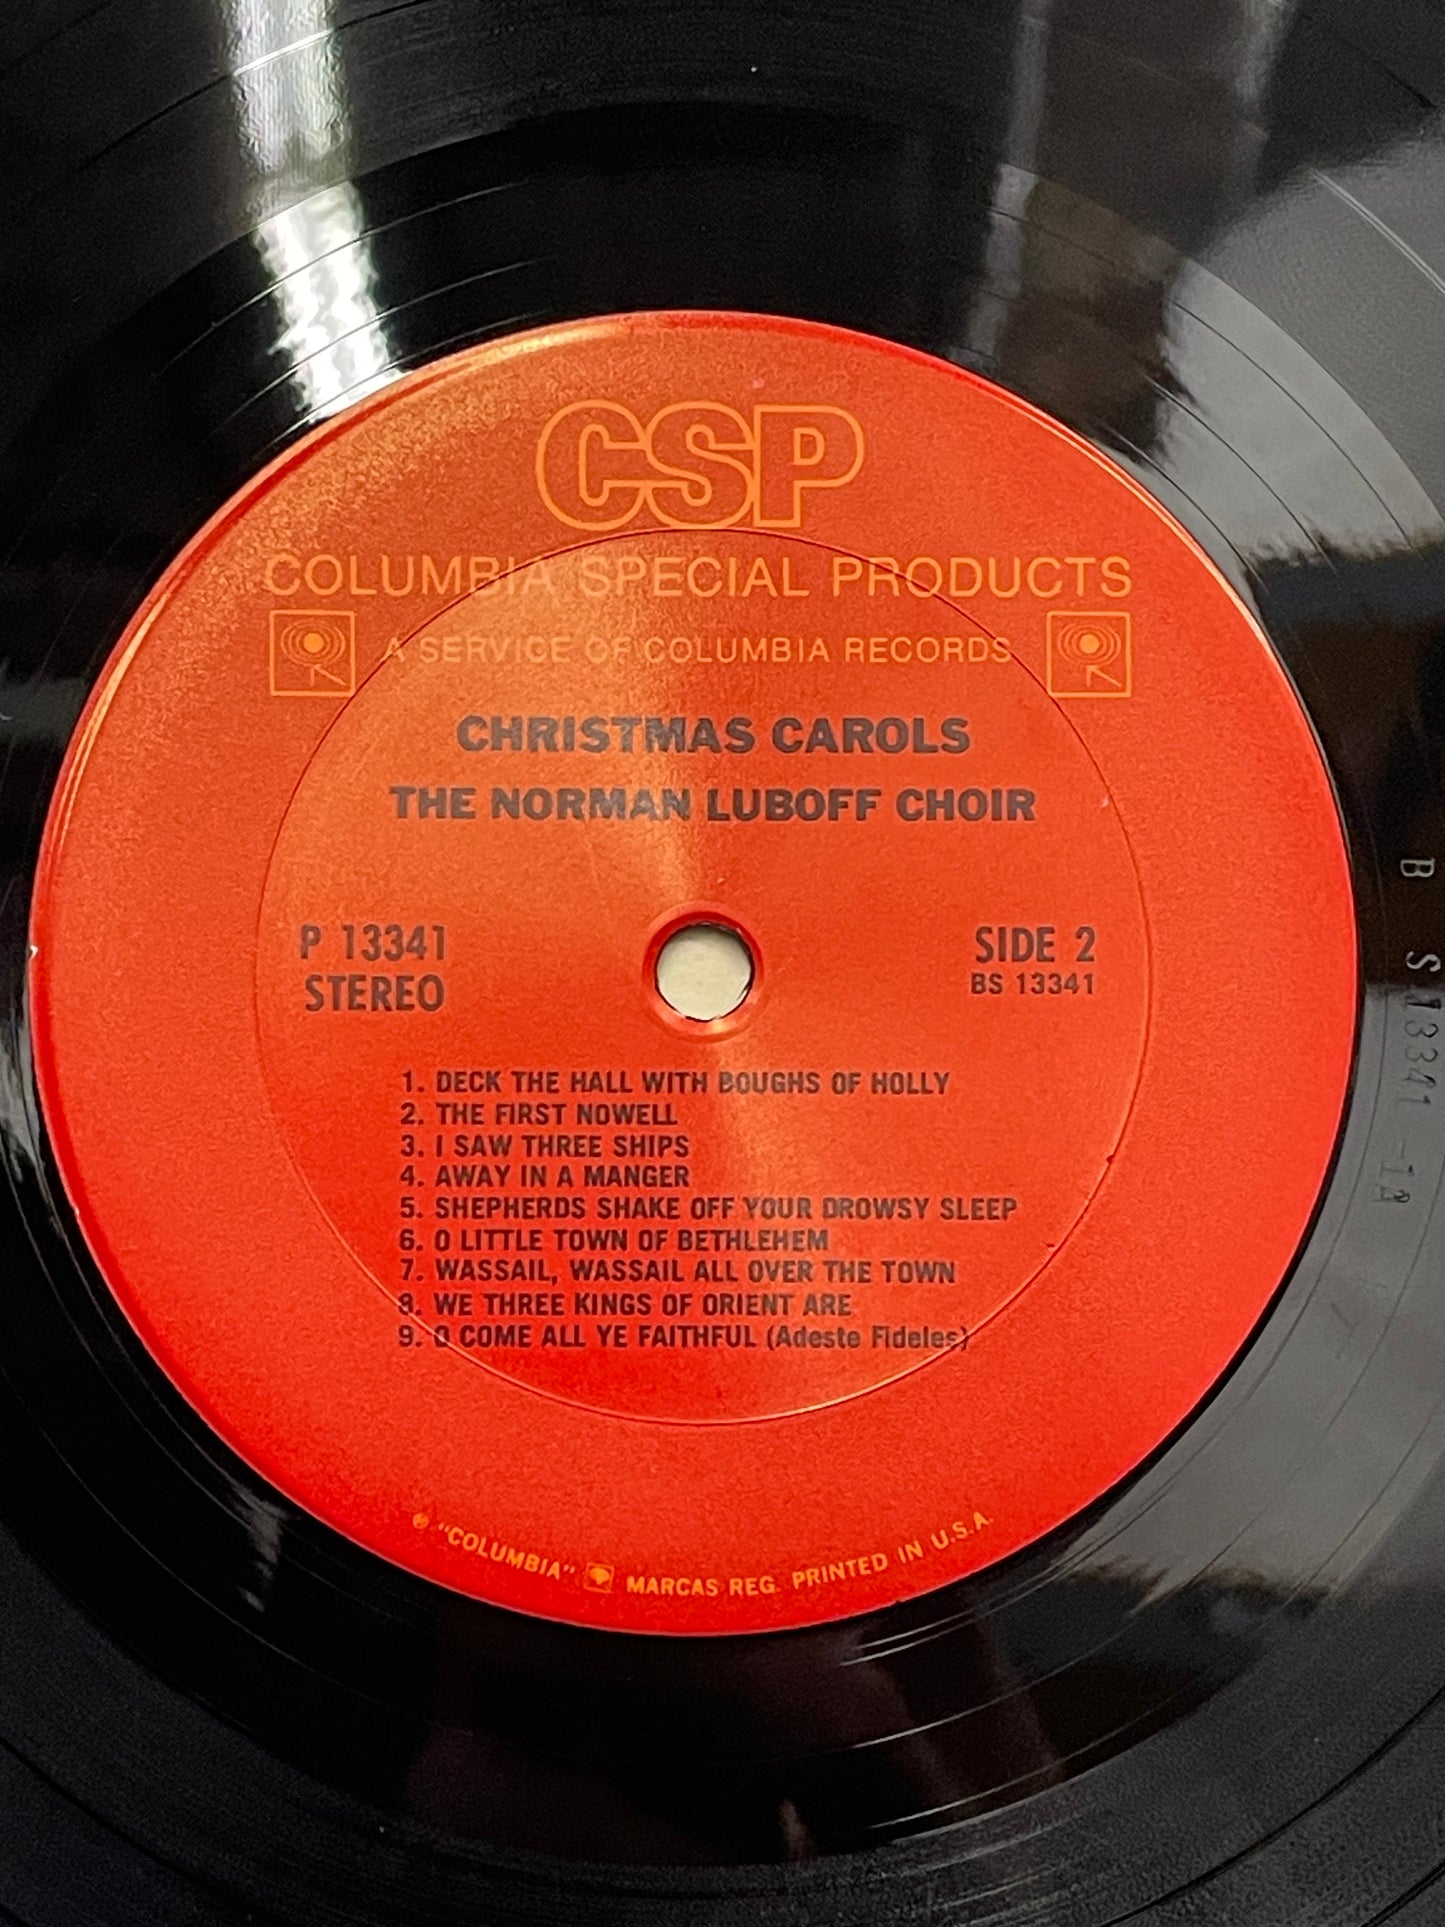 CSP
COLUMBIA SPECIAL PRODUCTS
A SERVICE OF COLUMBIA RECORDS
CHRISTMAS CAROLS
THE NORMAN LUBOFF CHOIR
P 13341
STEREO
SIDE 2
BS 13341
1. DECK THE HALL WITH BOUGHS OF HOLLY
2. THE FIRST NOWELL
3. I SAW THREE SHIPS
4. AWAY IN A MANGER
5. SHEPHERDS SHAKE OFF YOUR DROWSY SLEEP
6. O LITTLE TOWN OF BETHLEHEM
7. WASSAIL, WASSAIL ALL OVER THE TOWN
8. WE THREE KINGS OF ORIENT ARE
9. O COME ALL YE FAITHFUL (Adeste Fideles)
"COLUMBIA" MARCAS REG. PRINTED IN U.S.A.
B S 13341 -1A